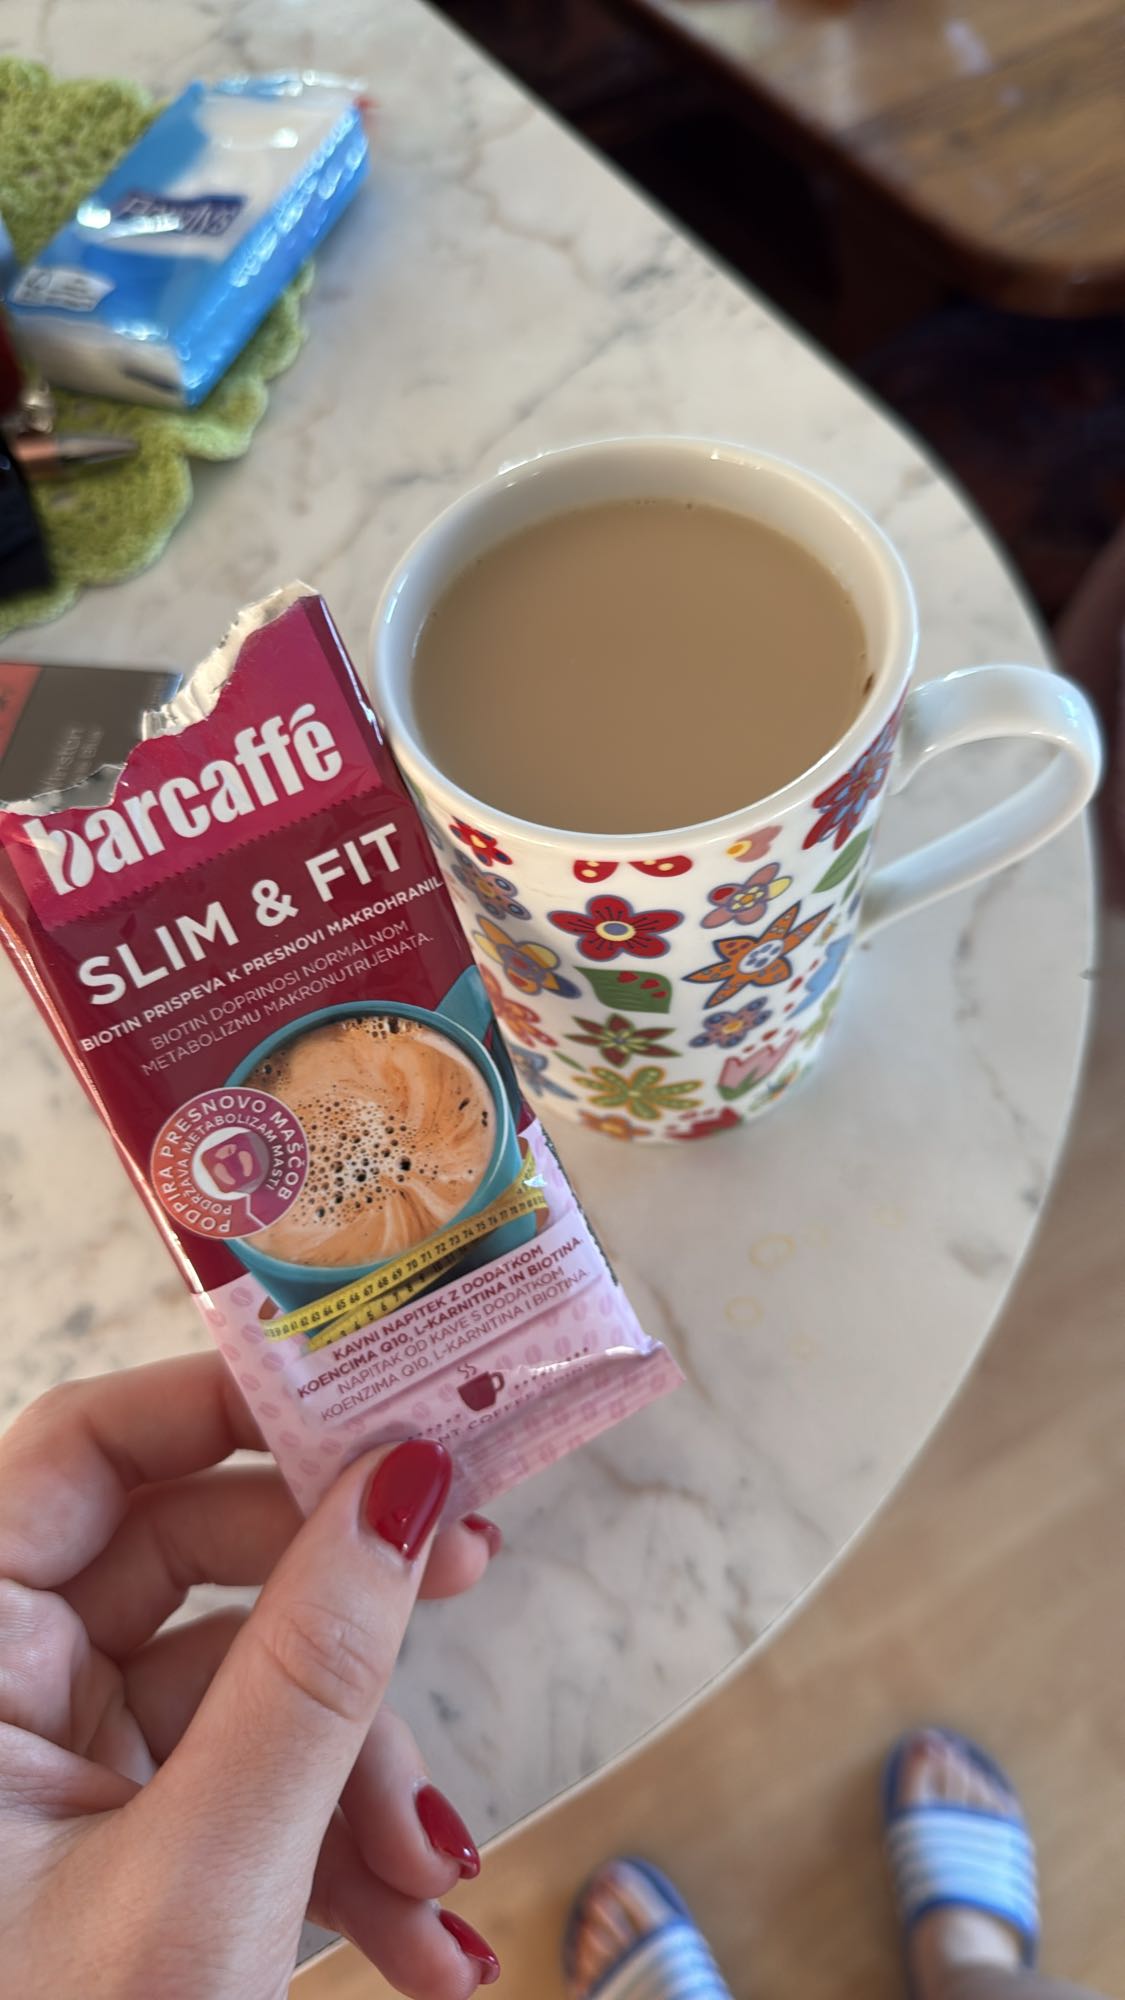 barcaffé
SLIM & FIT
BIOTIN PRISPEVA K PRESNOVI MAKROHRANIL
BIOTIN DOPRINOSI NORMALNOM
METABOLIZMU MAKRONUTRIJENATA.
PODPIRA PRESNOVO MAŠČOB
PODRŽAVA METABOLIZAM MASTI
KAVNI NAPITEK Z DODATKOM
KOENCIMA Q10, L-KARNITINA IN BIOTINA.
NAPITAK OD KAVE S DODATKOM
KOENZIMA Q10, L-KARNITINA I BIOTINA.
COFFEE